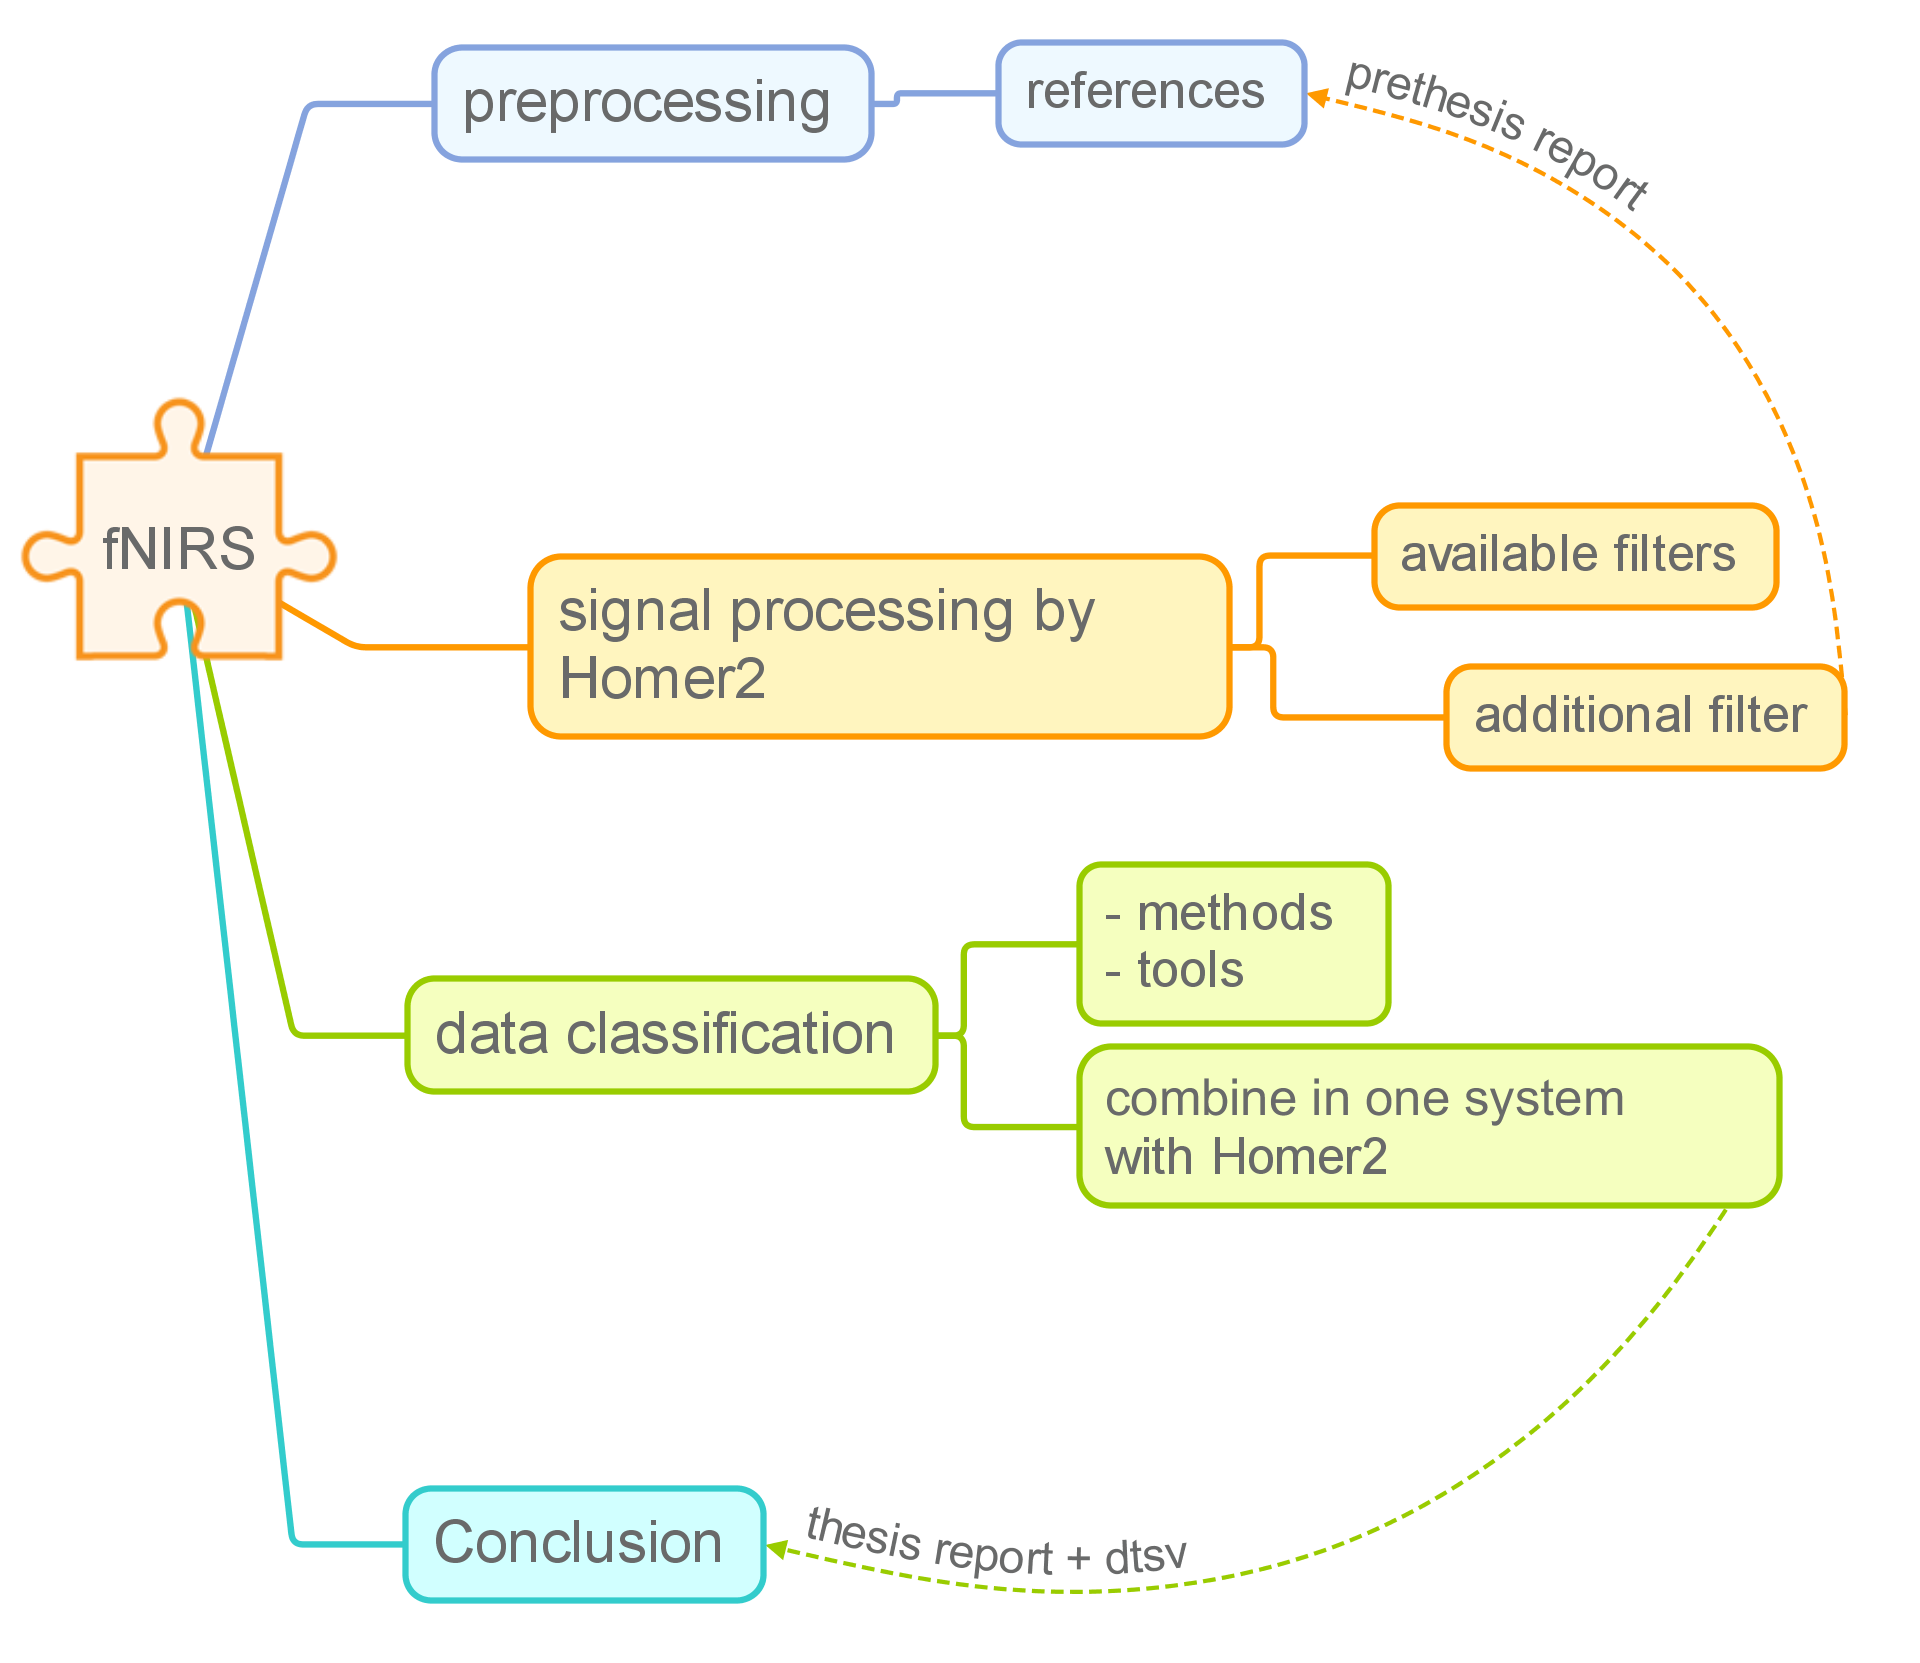 preprocessing
references
prethesis report
fNIRS
signal processing by
Homer2
available filters
additional filter
data classification
- methods
- tools
combine in one system
with Homer2
Conclusion
thesis report + dtsv